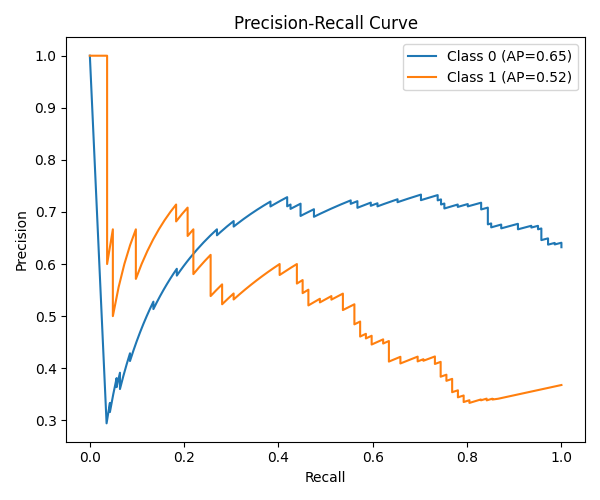 Precision-Recall Curve
Class 0 (AP=0.65)
Class 1 (AP=0.52)
Precision
1.0
0.9
0.8
0.7
0.6
0.5
0.4
0.3
0.0 0.2 0.4 0.6 0.8 1.0
Recall